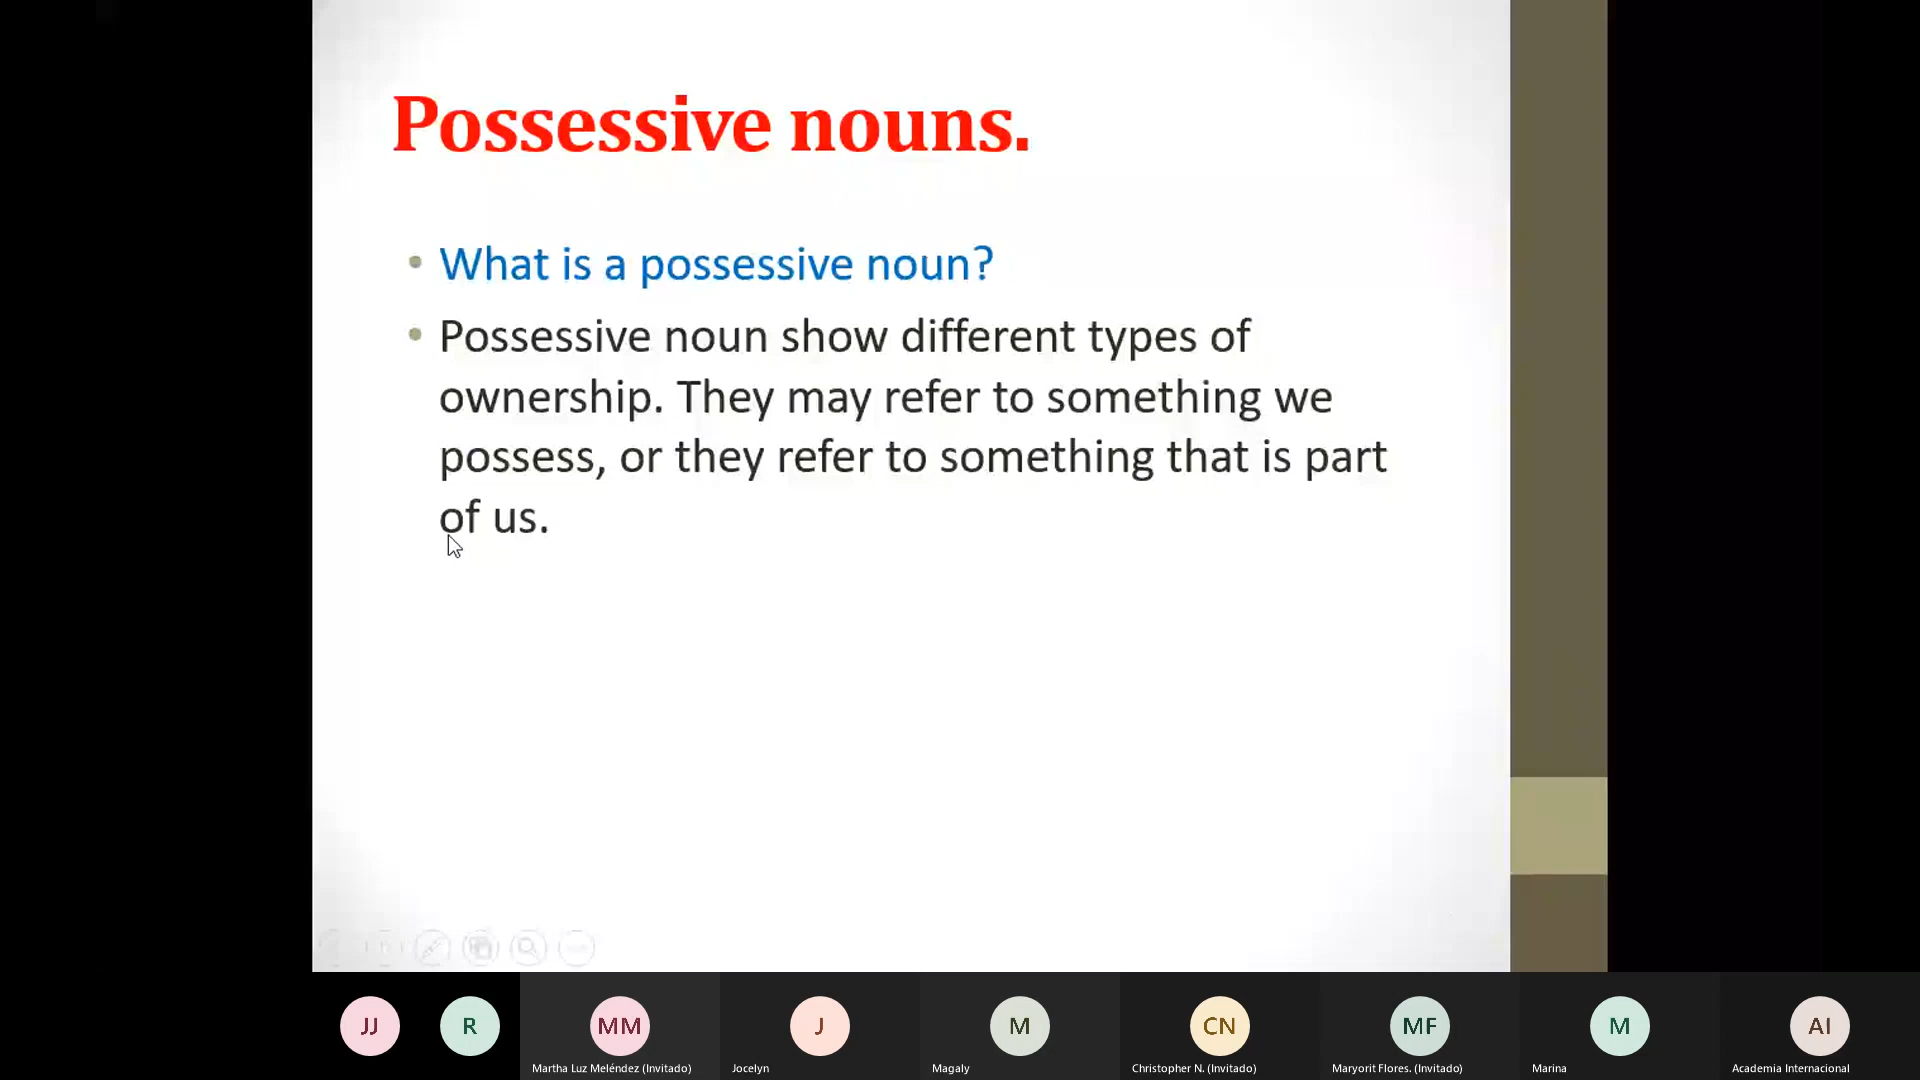 Possessive nouns.
• What is a possessive noun?
• Possessive noun show different types of
ownership. They may refer to something we
possess, or they refer to something that is part
of us.
JJ
R
MM
J
M
CN
MF
M
AI
Martha Luz Meléndez (Invitado)
Jocelyn
Magaly
Christopher N. (Invitado)
Maryorit Flores. (Invitado)
Marina
Academia Internacional